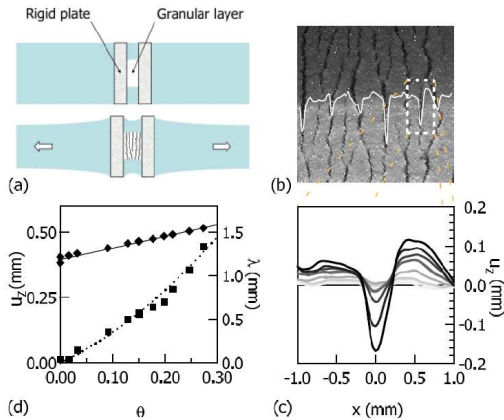 Rigid plate
Granular layer
(a)
(b)
0.50
0.25
0.00
u_z(mm)
1.5
1.0
0.5
0.0
λ (mm)
0.00
0.10
0.20
0.30
θ
(d)
0.2
0.1
0.0
-0.1
-0.2
u_z(mm)
-1.0
-0.5
0.0
0.5
1.0
x (mm)
(c)